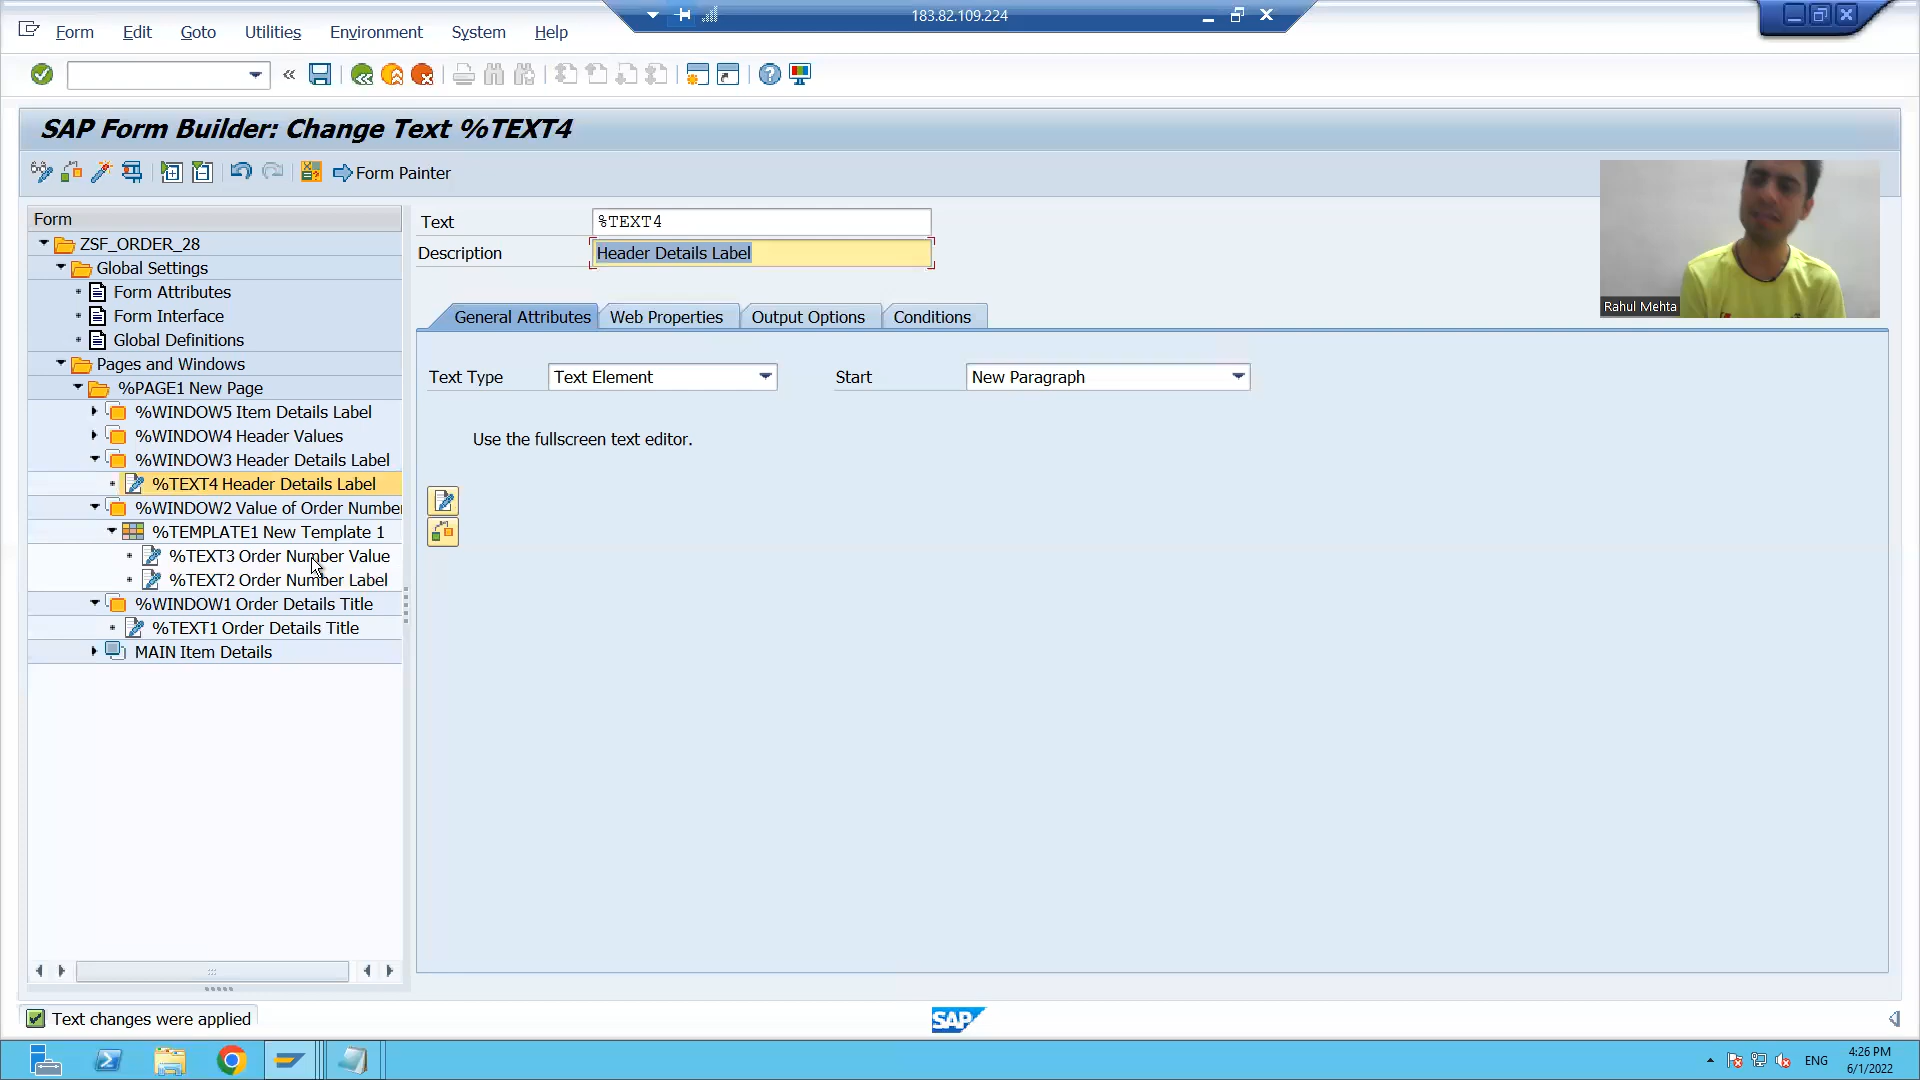 183.82.109.224
Form Edit Goto Utilities Environment System Help
SAP Form Builder: Change Text %TEXT4
Form Painter
Form
ZSF_ORDER_28
Global Settings
Form Attributes
Form Interface
Global Definitions
Pages and Windows
%PAGE1 New Page
%WINDOW5 Item Details Label
%WINDOW4 Header Values
%WINDOW3 Header Details Label
%TEXT4 Header Details Label
%WINDOW2 Value of Order Number
%TEMPLATE1 New Template 1
%TEXT3 Order Number Value
%TEXT2 Order Number Label
%WINDOW1 Order Details Title
%TEXT1 Order Details Title
MAIN Item Details
Text %TEXT4
Description Header Details Label
General Attributes Web Properties Output Options Conditions
Text Type Text Element Start New Paragraph
Use the fullscreen text editor.
Rahul Mehta
Text changes were applied
SAP
ENG
4:26 PM
6/1/2022